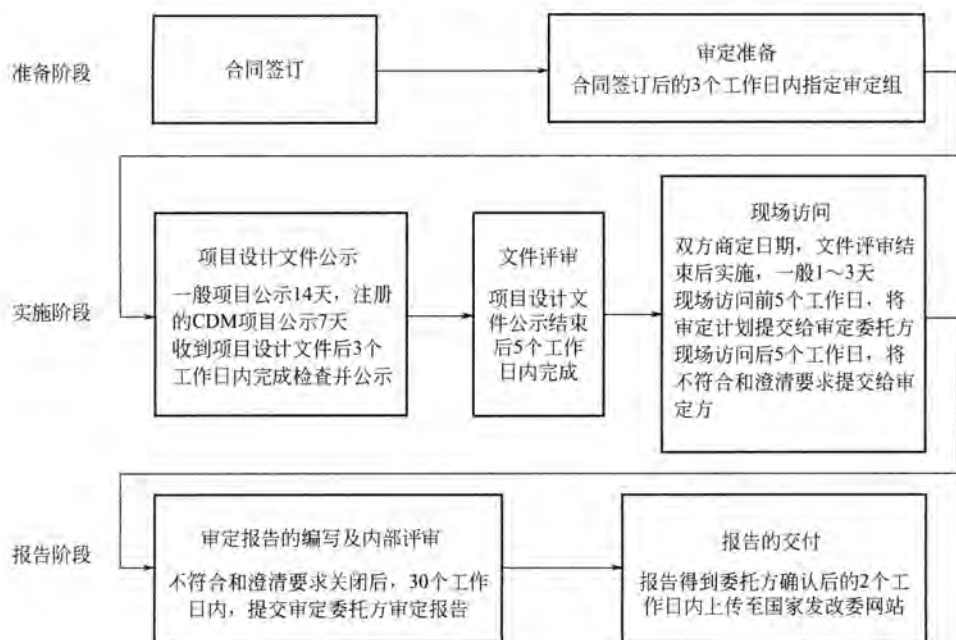 准备阶段
合同签订
审定准备
合同签订后的3个工作日内指定审定组
实施阶段
项目设计文件公示
一般项目公示14天，注册
的CDM项目公示7天
收到项目设计文件后3个
工作日内完成检查并公示
文件评审
项目设计文
件公示结束
后5个工作
日内完成
现场访问
双方商定日期，文件评审结
束后实施，一般1～3天
现场访问前5个工作日，将
审定计划提交给审定委托方
现场访问后5个工作日，将
不符合和澄清要求提交给审
定方
报告阶段
审定报告的编写及内部评审
不符合和澄清要求关闭后，30个工作
日内，提交审定委托方审定报告
报告的交付
报告得到委托方确认后的2个工
作日内上传至国家发改委网站